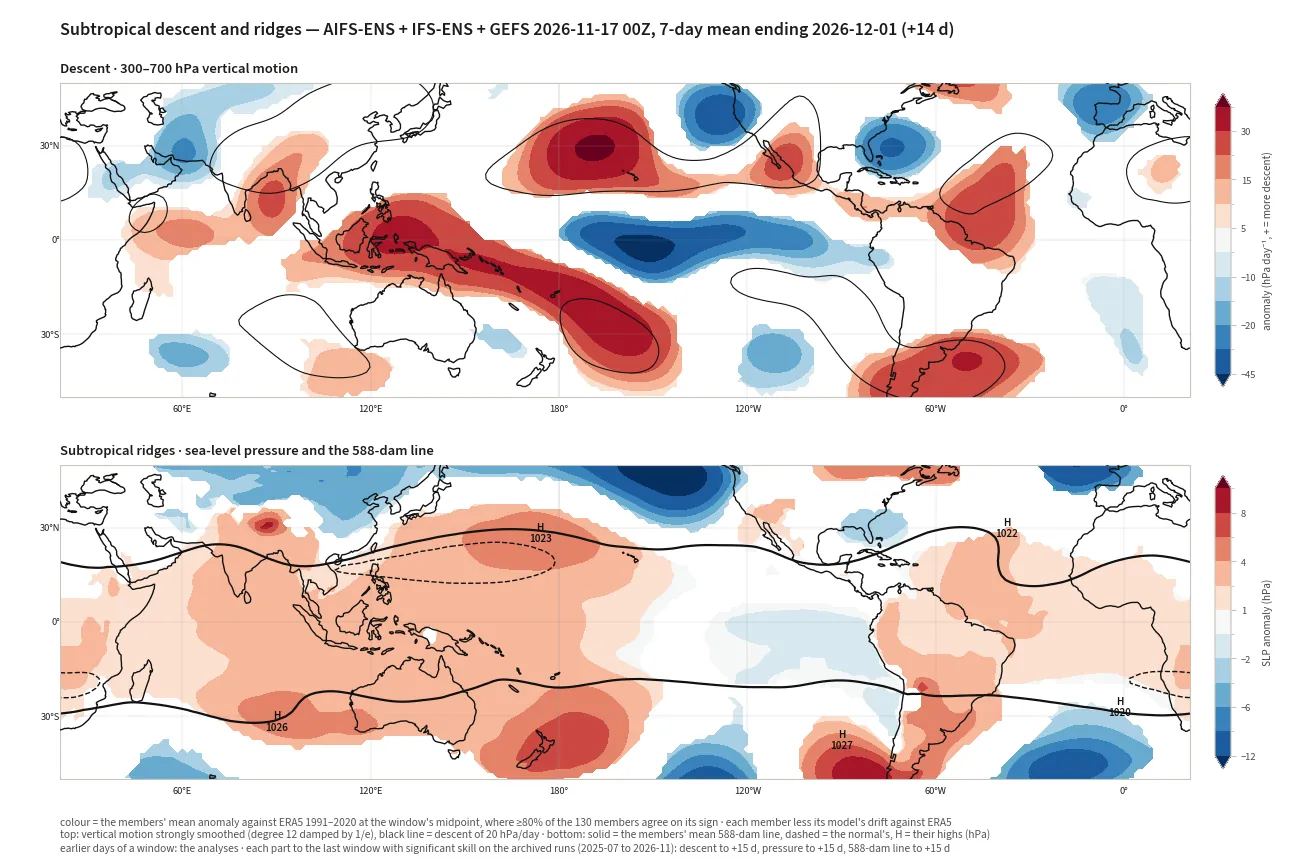 Subtropical descent and ridges — AIFS-ENS + IFS-ENS + GEFS 2026-11-17 00Z, 7-day mean ending 2026-12-01 (+14 d)
Descent · 300–700 hPa vertical motion
30°N
0°
30°S
60°E
120°E
180°
120°W
60°W
0°
30
15
5
−10
−20
−45
anomaly (hPa day⁻¹, + = more descent)
Subtropical ridges · sea-level pressure and the 588-dam line
30°N
0°
30°S
H
1023
H
1022
H
1026
H
1027
H
1020
60°E
120°E
180°
120°W
60°W
0°
8
4
1
−2
−6
−12
SLP anomaly (hPa)
colour = the members' mean anomaly against ERA5 1991–2020 at the window's midpoint, where ≥80% of the 130 members agree on its sign · each member less its model's drift against ERA5
top: vertical motion strongly smoothed (degree 12 damped by 1/e), black line = descent of 20 hPa/day · bottom: solid = the members' mean 588-dam line, dashed = the normal's, H = their highs (hPa)
earlier days of a window: the analyses · each part to the last window with significant skill on the archived runs (2025-07 to 2026-11): descent to +15 d, pressure to +15 d, 588-dam line to +15 d